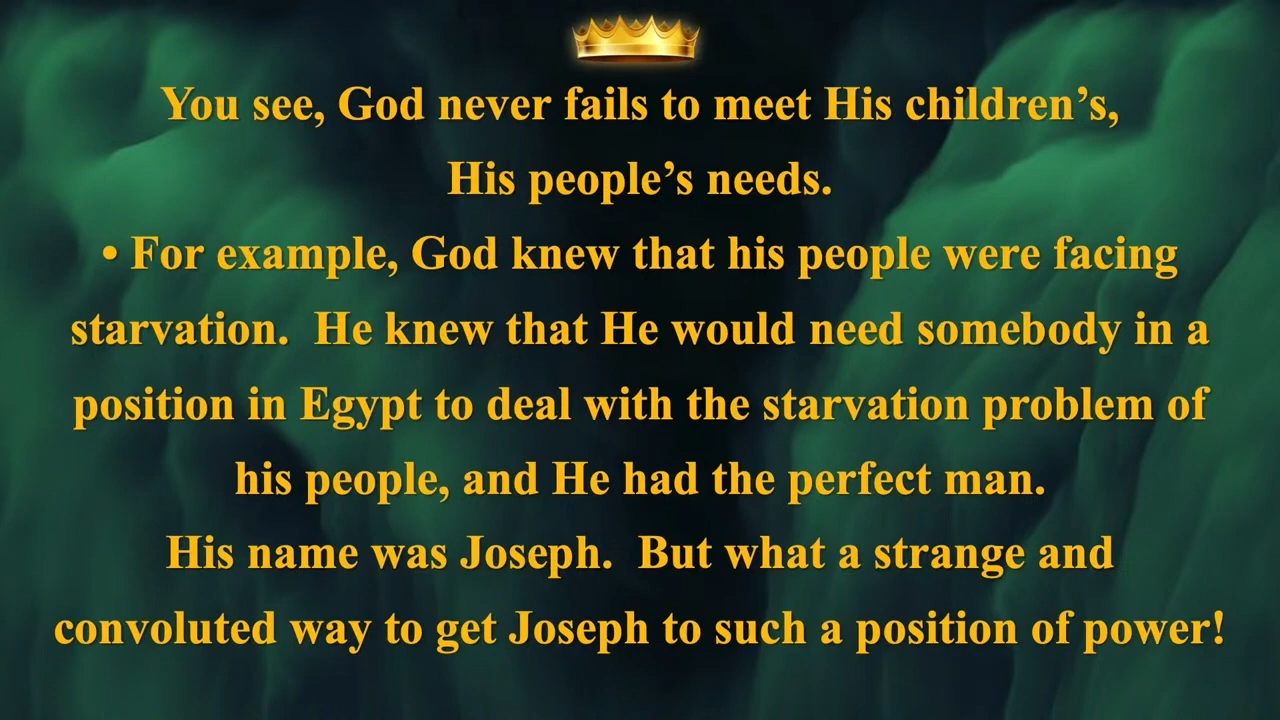 You see, God never fails to meet His children’s,
His people’s needs.
• For example, God knew that his people were facing
starvation.  He knew that He would need somebody in a
position in Egypt to deal with the starvation problem of
his people, and He had the perfect man.
His name was Joseph.  But what a strange and
convoluted way to get Joseph to such a position of power!